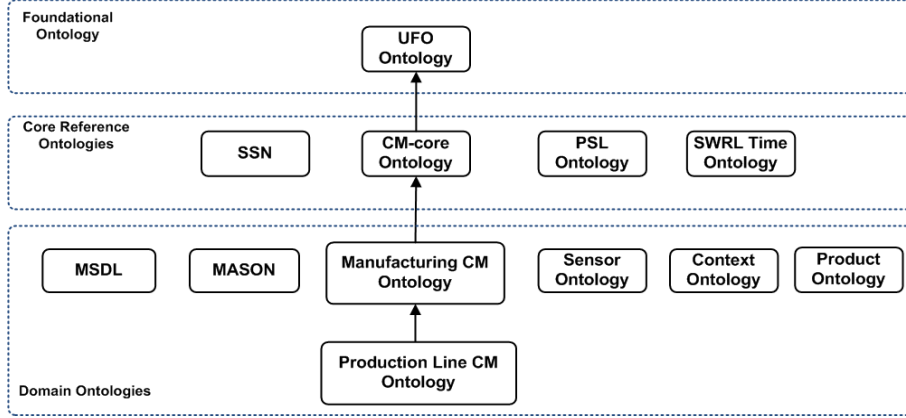 Foundational
Ontology
UFO
Ontology
Core Reference
Ontologies
SSN
CM-core
Ontology
PSL
Ontology
SWRL Time
Ontology
MSDL
MASON
Manufacturing CM
Ontology
Sensor
Ontology
Context
Ontology
Product
Ontology
Production Line CM
Ontology
Domain Ontologies